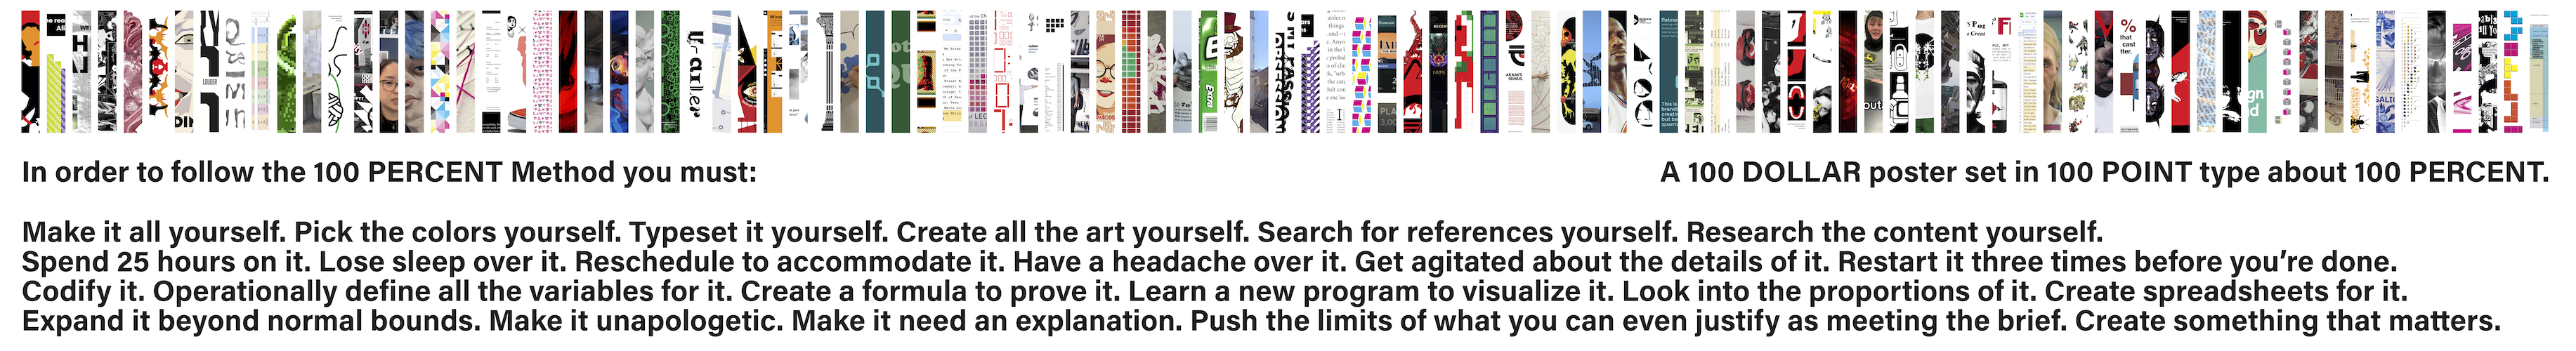 LOUDER
In order to follow the 100 PERCENT Method you must:
A 100 DOLLAR poster set in 100 POINT type about 100 PERCENT.
Make it all yourself. Pick the colors yourself. Typeset it yourself. Create all the art yourself. Search for references yourself. Research the content yourself.
Spend 25 hours on it. Lose sleep over it. Reschedule to accommodate it. Have a headache over it. Get agitated about the details of it. Restart it three times before you’re done.
Codify it. Operationally define all the variables for it. Create a formula to prove it. Learn a new program to visualize it. Look into the proportions of it. Create spreadsheets for it.
Expand it beyond normal bounds. Make it unapologetic. Make it need an explanation. Push the limits of what you can even justify as meeting the brief. Create something that matters.